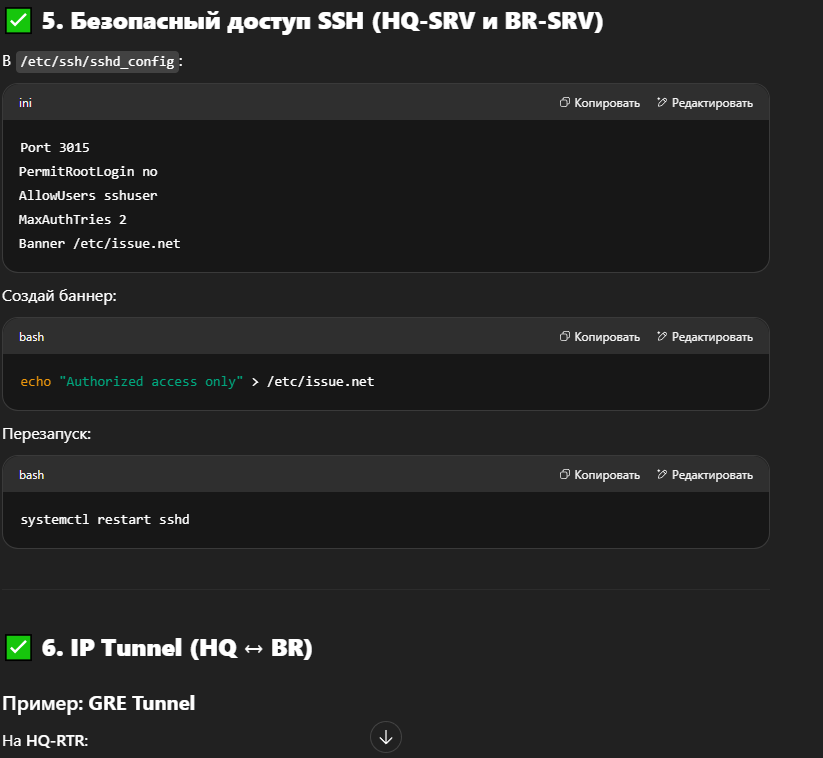 ✅ 5. Безопасный доступ SSH (HQ-SRV и BR-SRV)
В /etc/ssh/sshd_config:
ini Копировать Редактировать
Port 3015
PermitRootLogin no
AllowUsers sshuser
MaxAuthTries 2
Banner /etc/issue.net
Создай баннер:
bash Копировать Редактировать
echo "Authorized access only" > /etc/issue.net
Перезапуск:
bash Копировать Редактировать
systemctl restart sshd
✅ 6. IP Tunnel (HQ ↔ BR)
Пример: GRE Tunnel
На HQ-RTR: